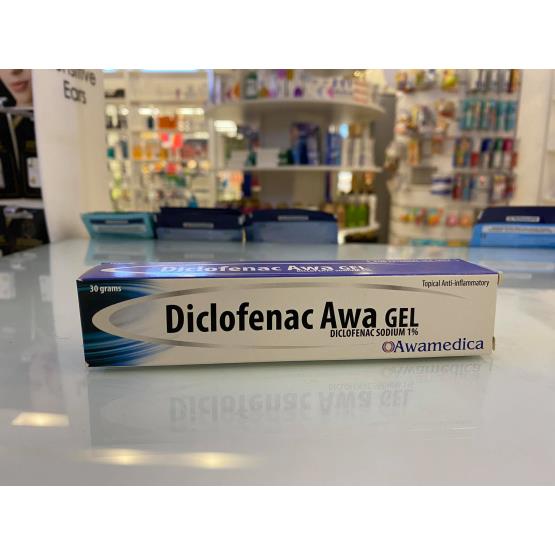 Ears
Diclofenac Awa GEL
30 grams
Topical Anti-inflammatory
Diclofenac Awa GEL
DICLOFENAC SODIUM 1%
Awamedica